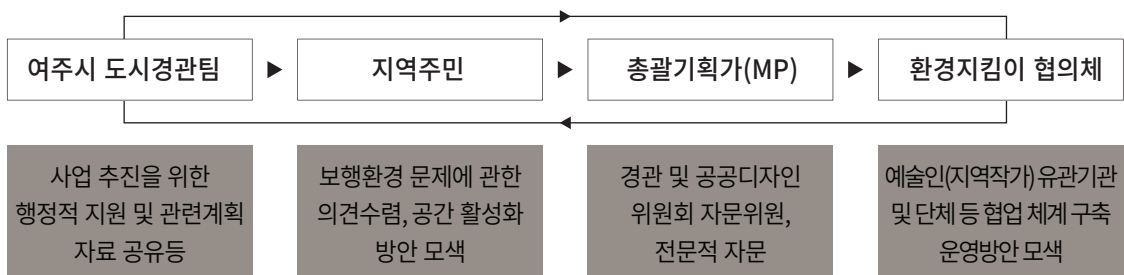 여주시 도시경관팀 ▶ 지역주민 ▶ 총괄기획가(MP) ▶ 환경지킴이 협의체
사업 추진을 위한
행정적 지원 및 관련계획
자료 공유등
보행환경 문제에 관한
의견수렴, 공간 활성화
방안 모색
경관 및 공공디자인
위원회 자문위원,
전문적 자문
예술인(지역작가) 유관기관
및 단체 등 협업 체계 구축
운영방안 모색